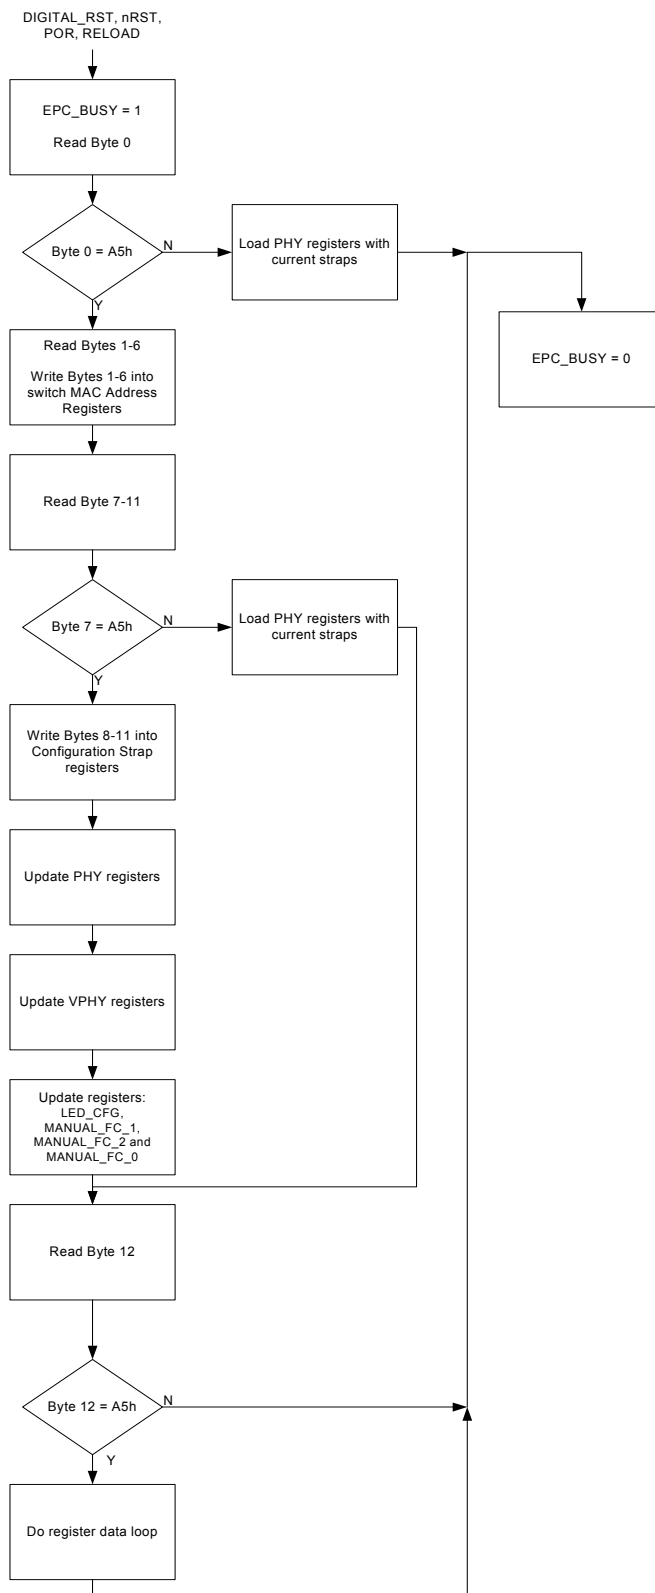 DIGITAL_RST, nRST,
POR, RELOAD
EPC_BUSY = 1
Read Byte 0
Byte 0 = A5h
N
Load PHY registers with
current straps
Y
EPC_BUSY = 0
Read Bytes 1-6
Write Bytes 1-6 into
switch MAC Address
Registers
Read Byte 7-11
Byte 7 = A5h
N
Load PHY registers with
current straps
Y
Write Bytes 8-11 into
Configuration Strap
registers
Update PHY registers
Update VPHY registers
Update registers:
LED_CFG,
MANUAL_FC_1,
MANUAL_FC_2 and
MANUAL_FC_0
Read Byte 12
Byte 12 = A5h
N
Y
Do register data loop